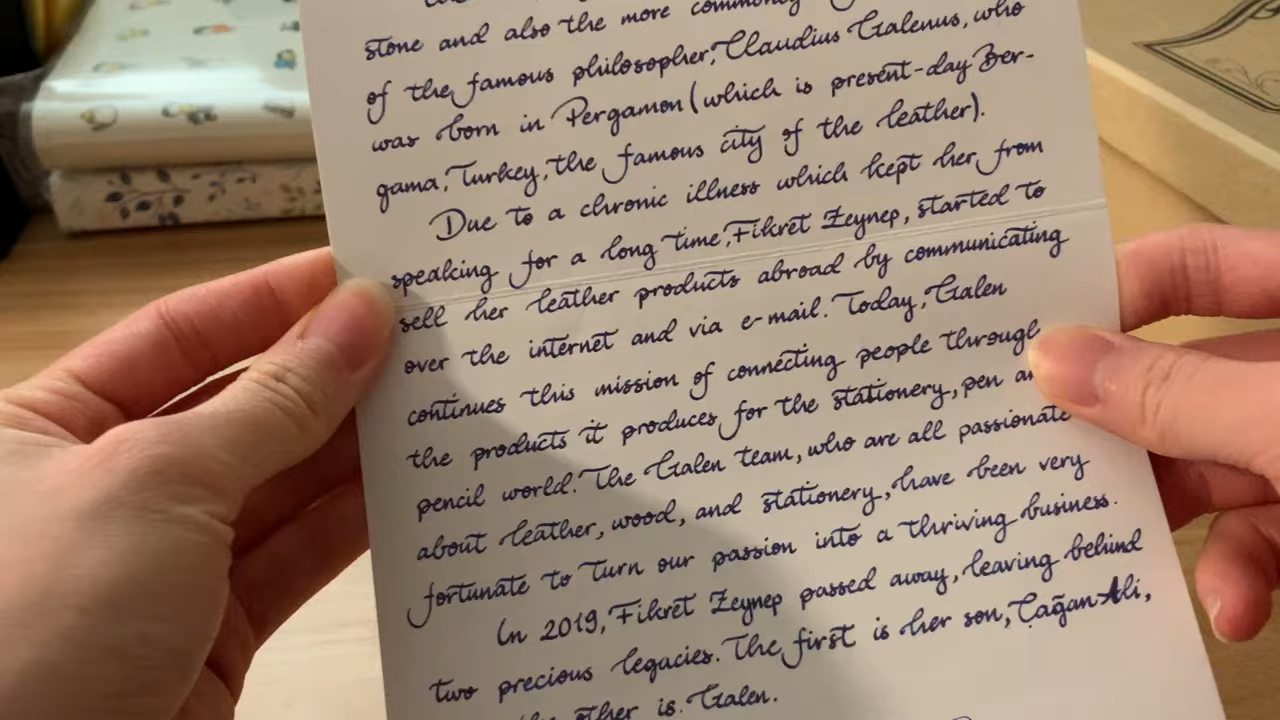 stone and also the more commonly
of the famous philosopher, Claudius Galenus, who
was born in Pergamon (which is present-day Ber-
gama, Turkey, the famous city of the leather).
Due to a chronic illness which kept her from
speaking for a long time, Fikret Zeynep, started to
sell her leather products abroad by communicating
over the internet and via e-mail. Today, Galen
continues this mission of connecting people through
the products it produces for the stationery, pen
pencil world. The Galen team, who are all passionate
about leather, wood, and stationery, have been very
fortunate to turn our passion into a thriving business.
In 2019, Fikret Zeynep passed away, leaving behind
two precious legacies. The first is her son, Çağan Ali,
the other is Galen.